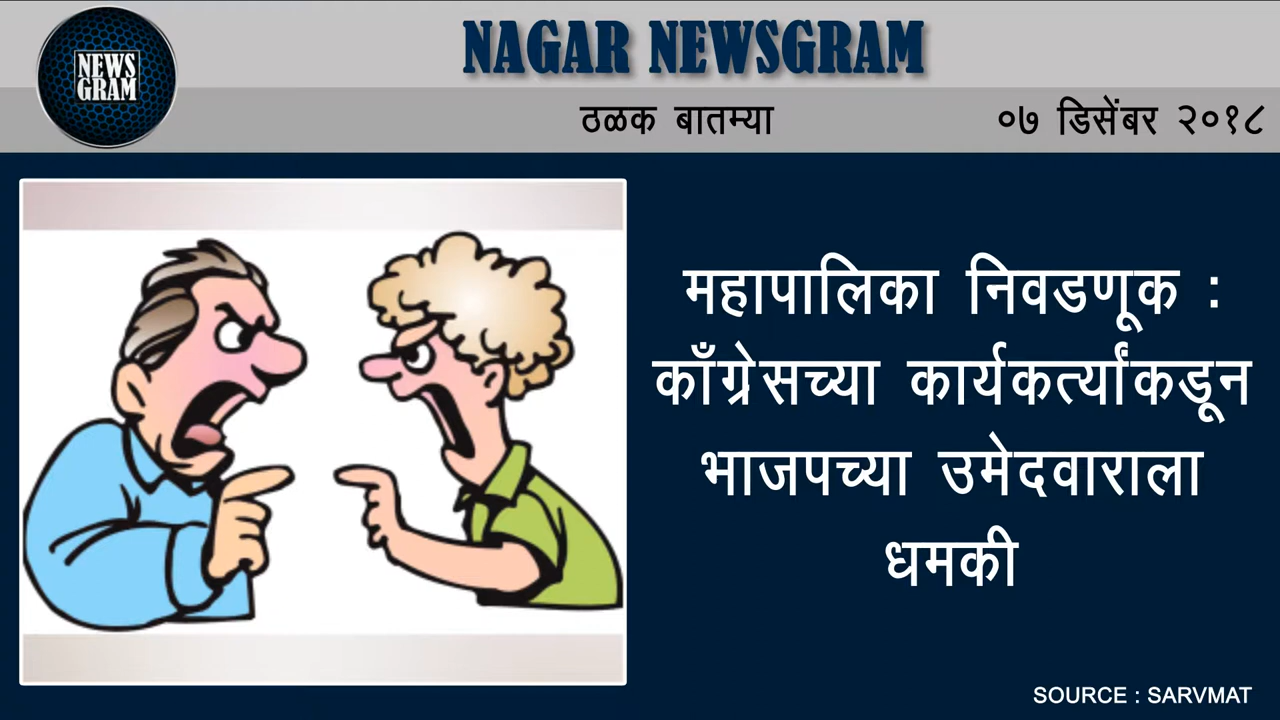 NEWS
GRAM
NAGAR NEWSGRAM
ठळक बातम्या
०७ डिसेंबर २०१८
महापालिका निवडणूक :
काँग्रेसच्या कार्यकर्त्यांकडून
भाजपच्या उमेदवाराला
धमकी
SOURCE : SARVMAT